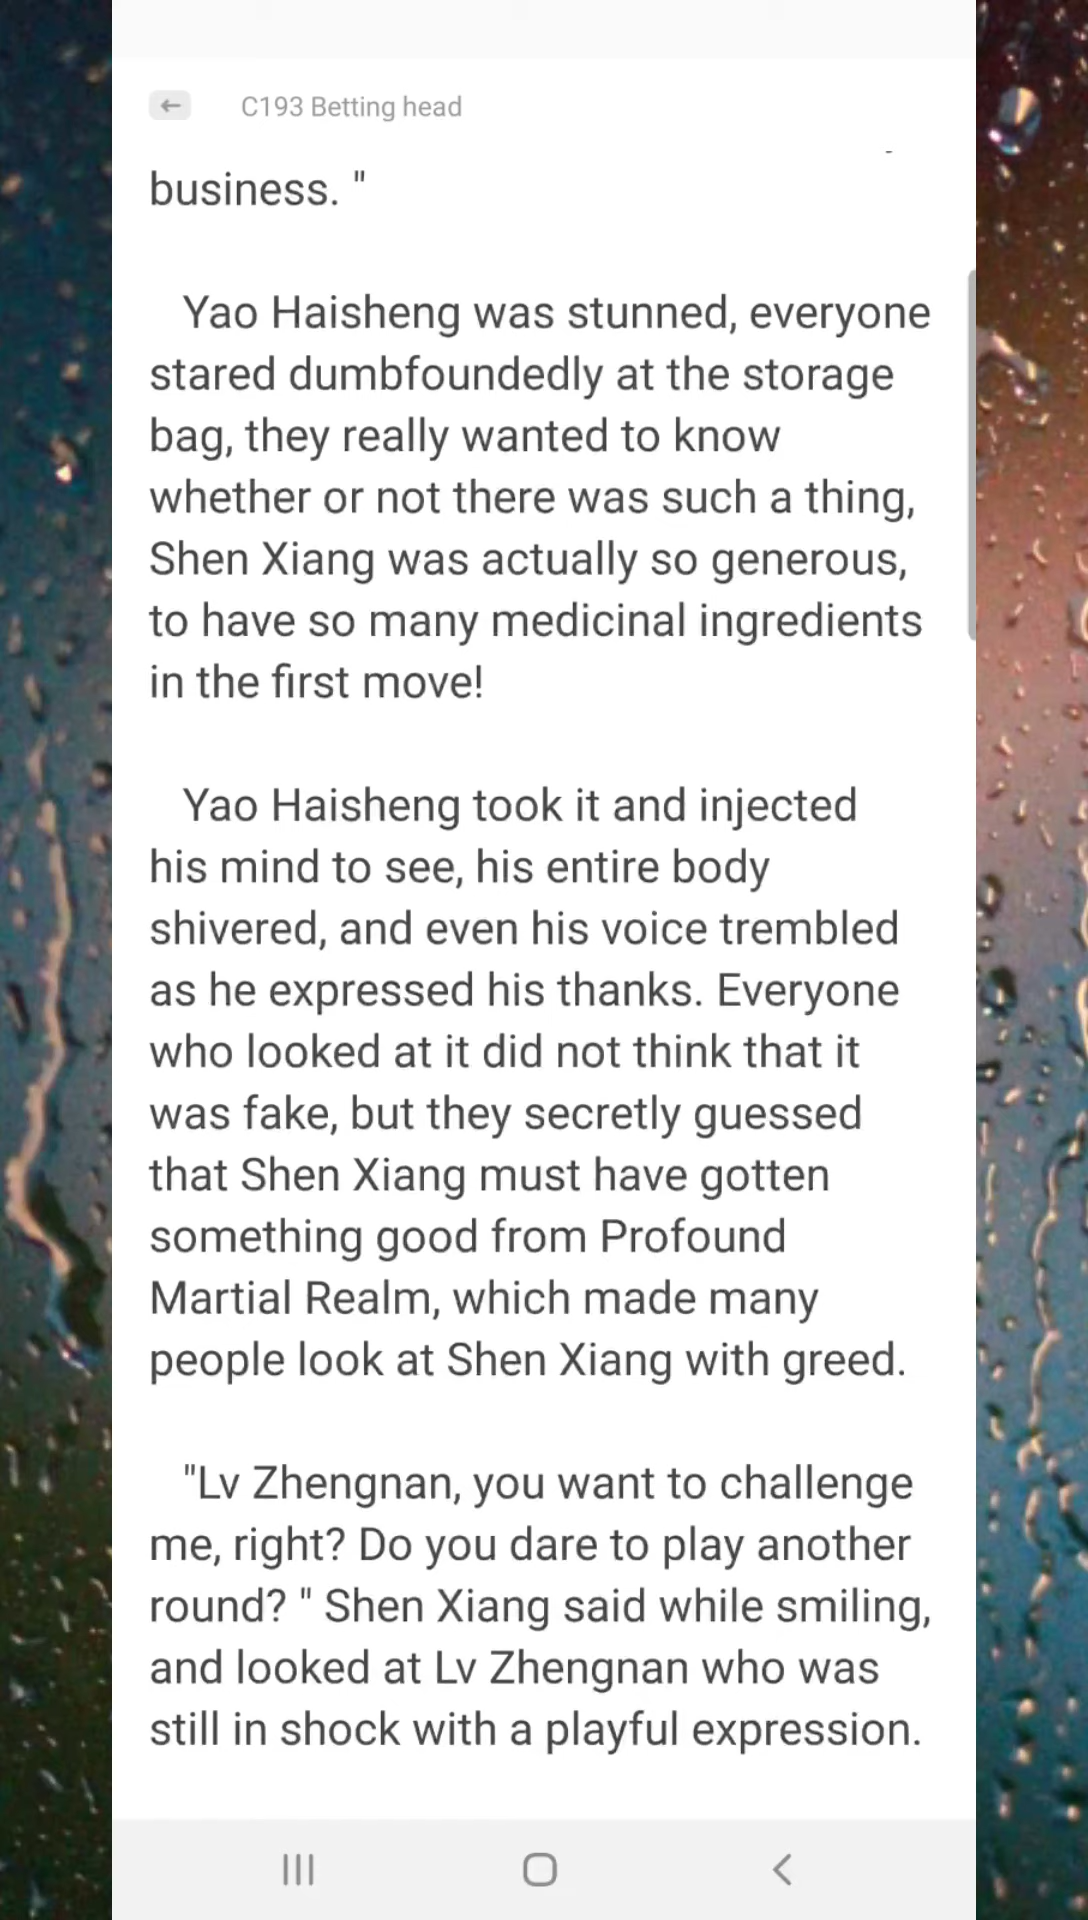 C193 Betting head
business. "
Yao Haisheng was stunned, everyone
stared dumbfoundedly at the storage
bag, they really wanted to know
whether or not there was such a thing,
Shen Xiang was actually so generous,
to have so many medicinal ingredients
in the first move!
Yao Haisheng took it and injected
his mind to see, his entire body
shivered, and even his voice trembled
as he expressed his thanks. Everyone
who looked at it did not think that it
was fake, but they secretly guessed
that Shen Xiang must have gotten
something good from Profound
Martial Realm, which made many
people look at Shen Xiang with greed.
"Lv Zhengnan, you want to challenge
me, right? Do you dare to play another
round? " Shen Xiang said while smiling,
and looked at Lv Zhengnan who was
still in shock with a playful expression.